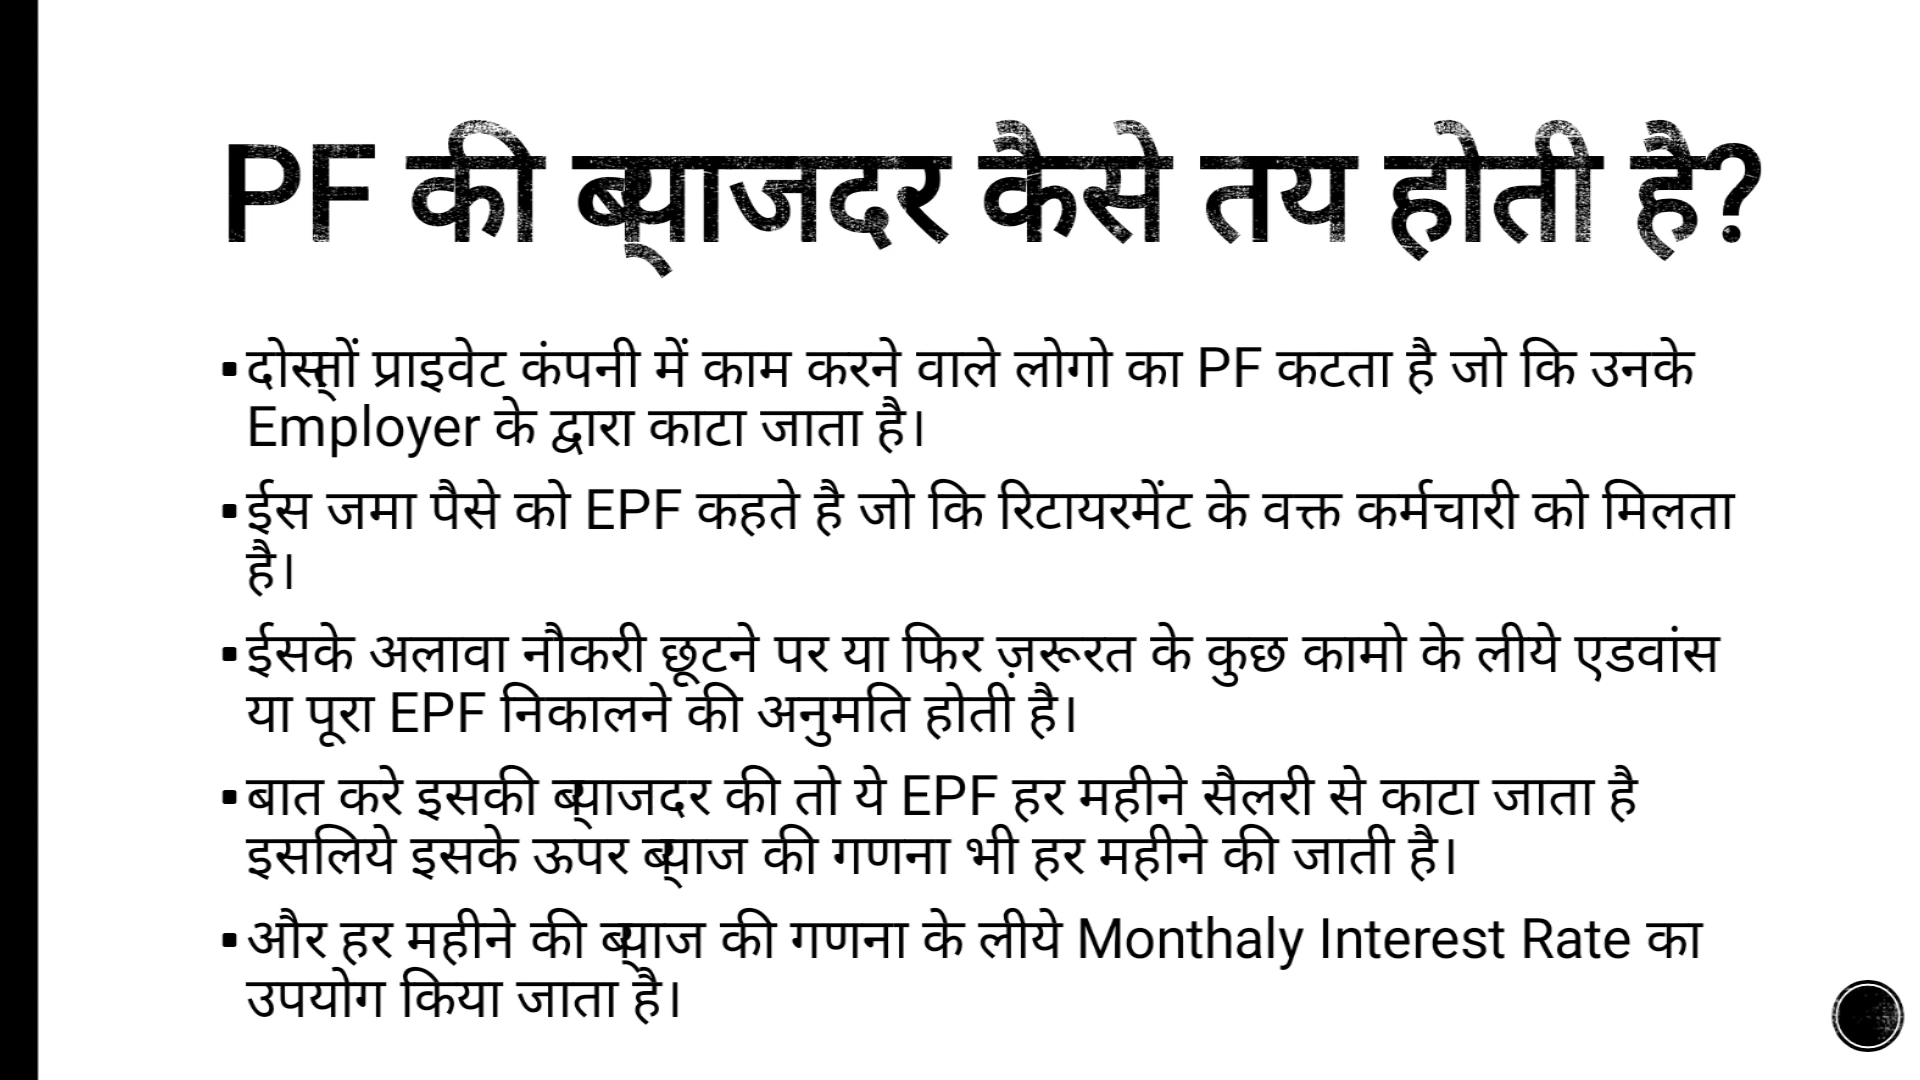 PF की ब्याजदर कैसे तय होती है?
▪दोस्तों प्राइवेट कंपनी में काम करने वाले लोगो का PF कटता है जो कि उनके
Employer के द्वारा काटा जाता है।
▪ईस जमा पैसे को EPF कहते है जो कि रिटायरमेंट के वक्त कर्मचारी को मिलता
है।
▪ईसके अलावा नौकरी छूटने पर या फिर ज़रूरत के कुछ कामो के लीये एडवांस
या पूरा EPF निकालने की अनुमति होती है।
▪बात करे इसकी ब्याजदर की तो ये EPF हर महीने सैलरी से काटा जाता है
इसलिये इसके ऊपर ब्याज की गणना भी हर महीने की जाती है।
▪और हर महीने की ब्याज की गणना के लीये Monthaly Interest Rate का
उपयोग किया जाता है।